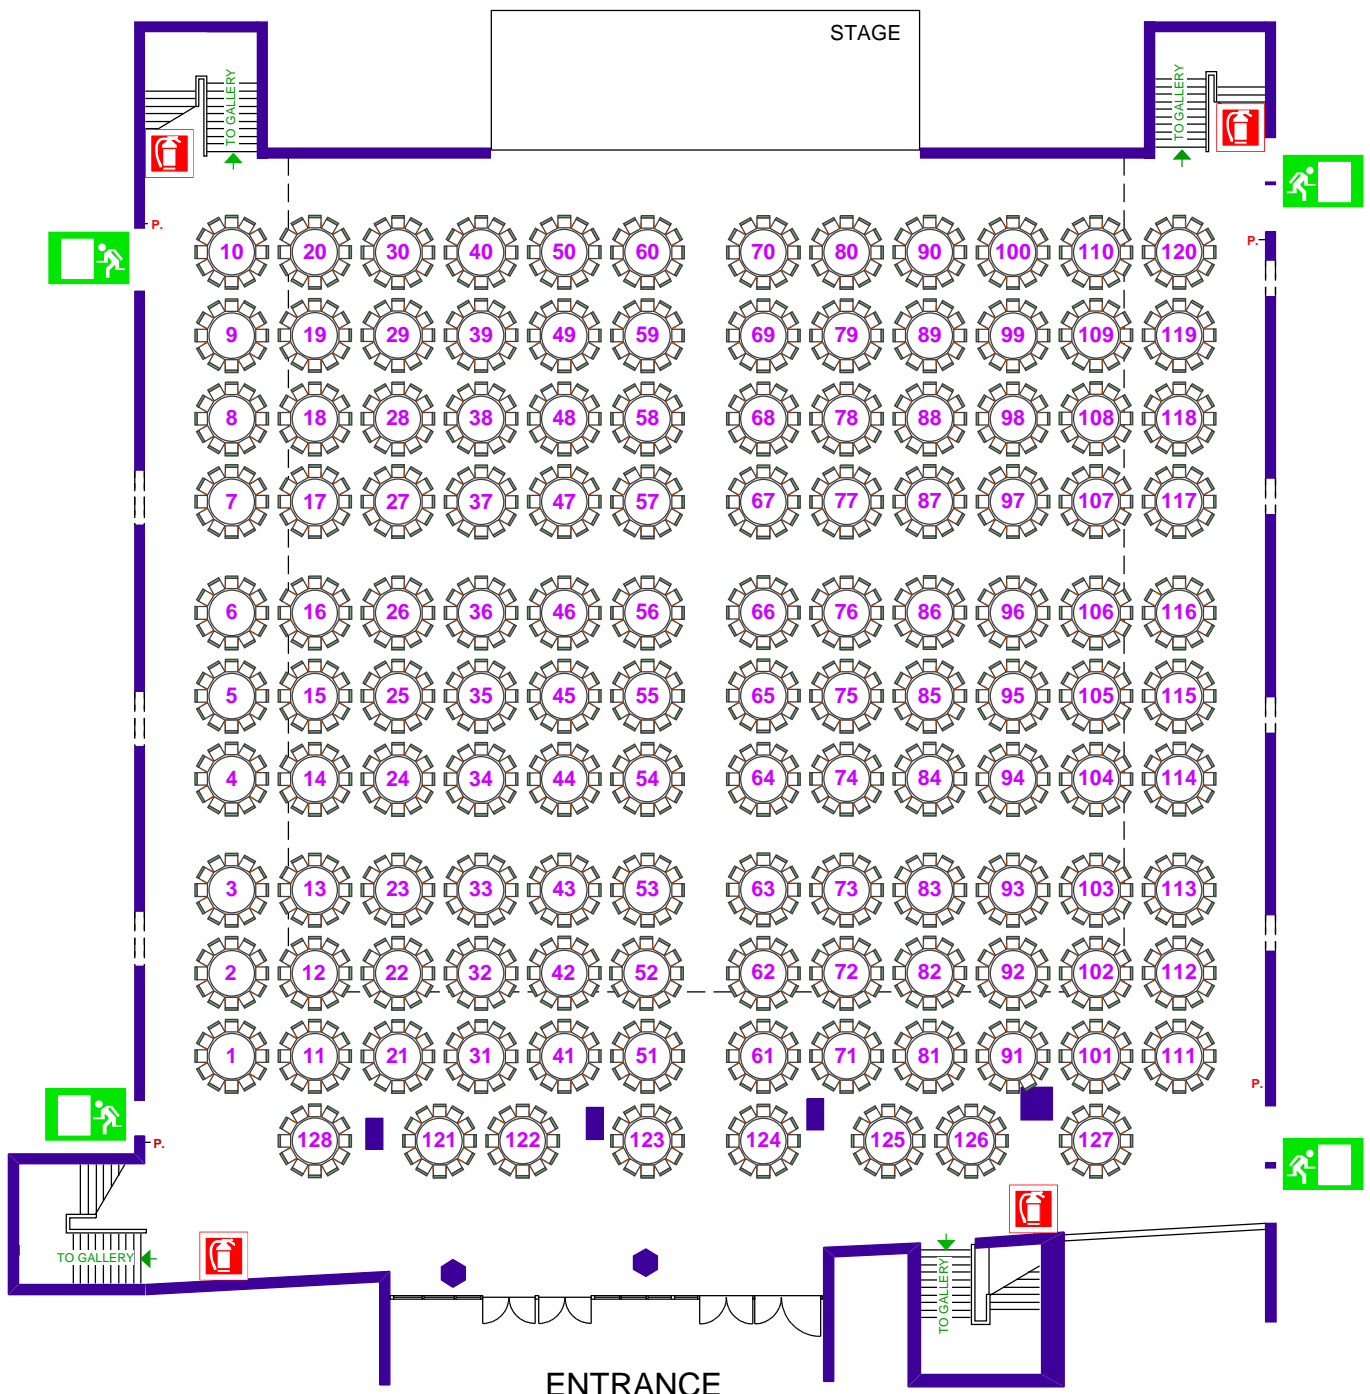 STAGE
TO GALLERY
TO GALLERY
P.
P.
10 20 30 40 50 60 70 80 90 100 110 120
9 19 29 39 49 59 69 79 89 99 109 119
8 18 28 38 48 58 68 78 88 98 108 118
7 17 27 37 47 57 67 77 87 97 107 117
6 16 26 36 46 56 66 76 86 96 106 116
5 15 25 35 45 55 65 75 85 95 105 115
4 14 24 34 44 54 64 74 84 94 104 114
3 13 23 33 43 53 63 73 83 93 103 113
2 12 22 32 42 52 62 72 82 92 102 112
1 11 21 31 41 51 61 71 81 91 101 111
P.
128 121 122 123 124 125 126 127
P.
TO GALLERY
TO GALLERY
ENTRANCE